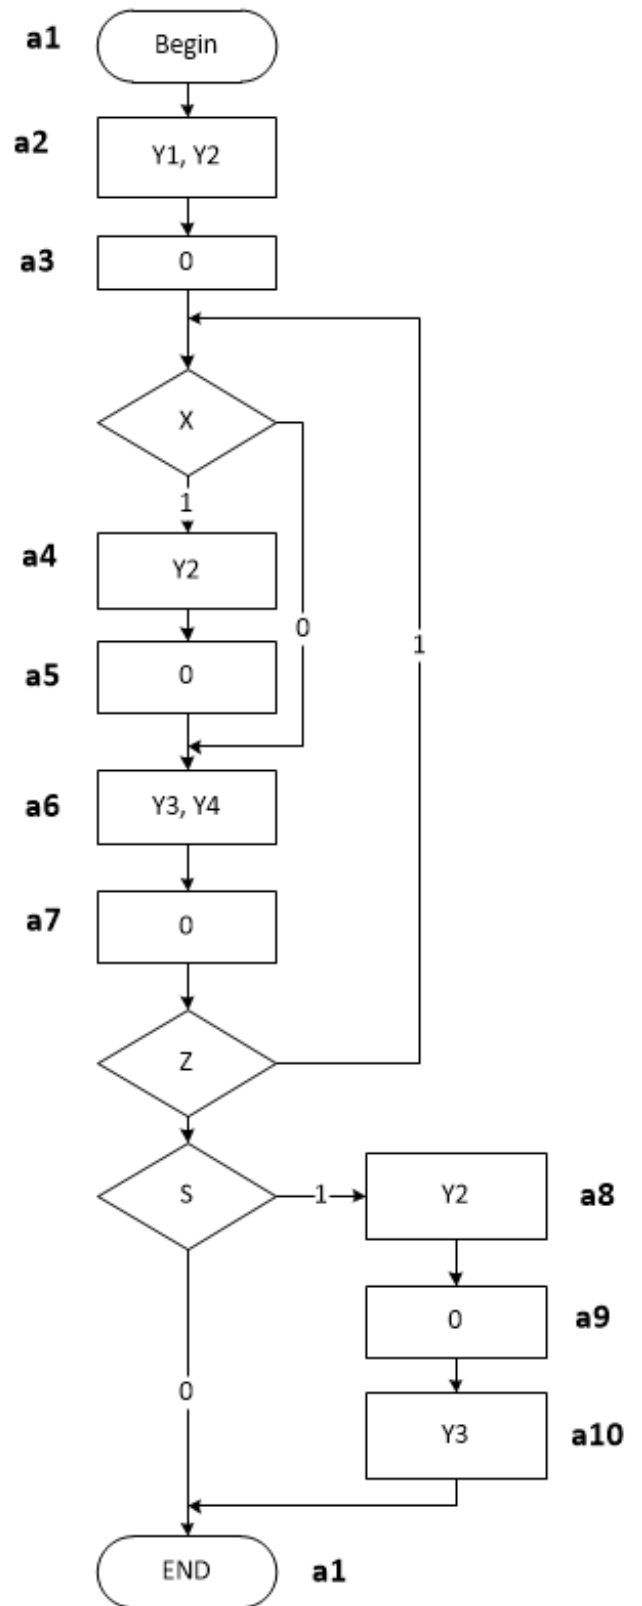 a1 Begin
a2 Y1, Y2
a3 0
X
1
a4 Y2
0
1
a5 0
a6 Y3, Y4
a7 0
Z
S 1 Y2 a8
0 a9
0
Y3 a10
END a1